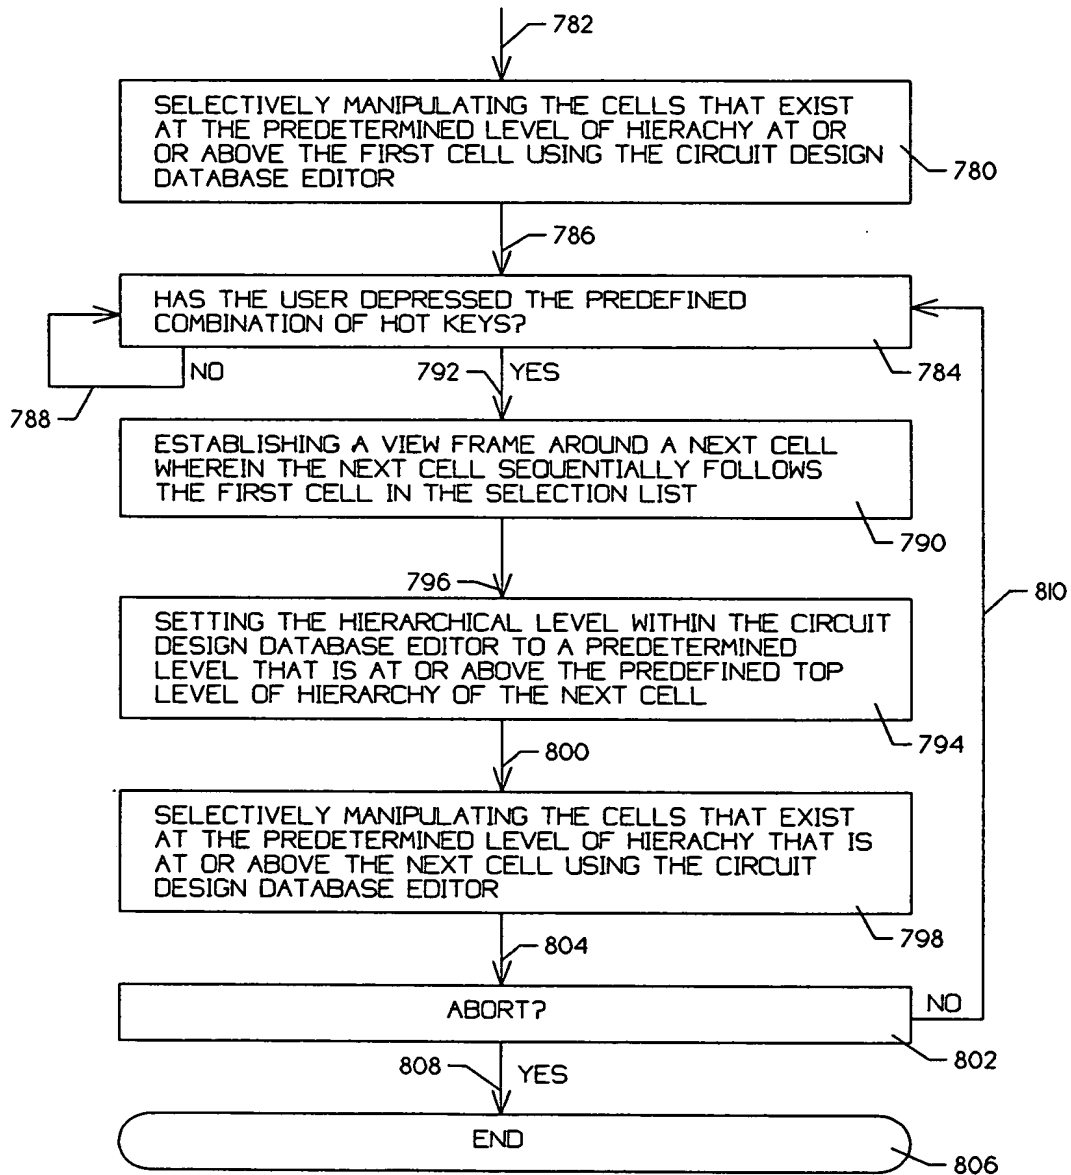 782
SELECTIVELY MANIPULATING THE CELLS THAT EXIST
AT THE PREDETERMINED LEVEL OF HIERACHY AT OR
OR ABOVE THE FIRST CELL USING THE CIRCUIT DESIGN
DATABASE EDITOR
780
786
HAS THE USER DEPRESSED THE PREDEFINED
COMBINATION OF HOT KEYS?
784
NO
788
792
YES
ESTABLISHING A VIEW FRAME AROUND A NEXT CELL
WHEREIN THE NEXT CELL SEQUENTIALLY FOLLOWS
THE FIRST CELL IN THE SELECTION LIST
790
796
810
SETTING THE HIERARCHICAL LEVEL WITHIN THE CIRCUIT
DESIGN DATABASE EDITOR TO A PREDETERMINED
LEVEL THAT IS AT OR ABOVE THE PREDEFINED TOP
LEVEL OF HIERARCHY OF THE NEXT CELL
794
800
SELECTIVELY MANIPULATING THE CELLS THAT EXIST
AT THE PREDETERMINED LEVEL OF HIERACHY THAT IS
AT OR ABOVE THE NEXT CELL USING THE CIRCUIT
DESIGN DATABASE EDITOR
798
804
ABORT?
NO
802
808
YES
END
806